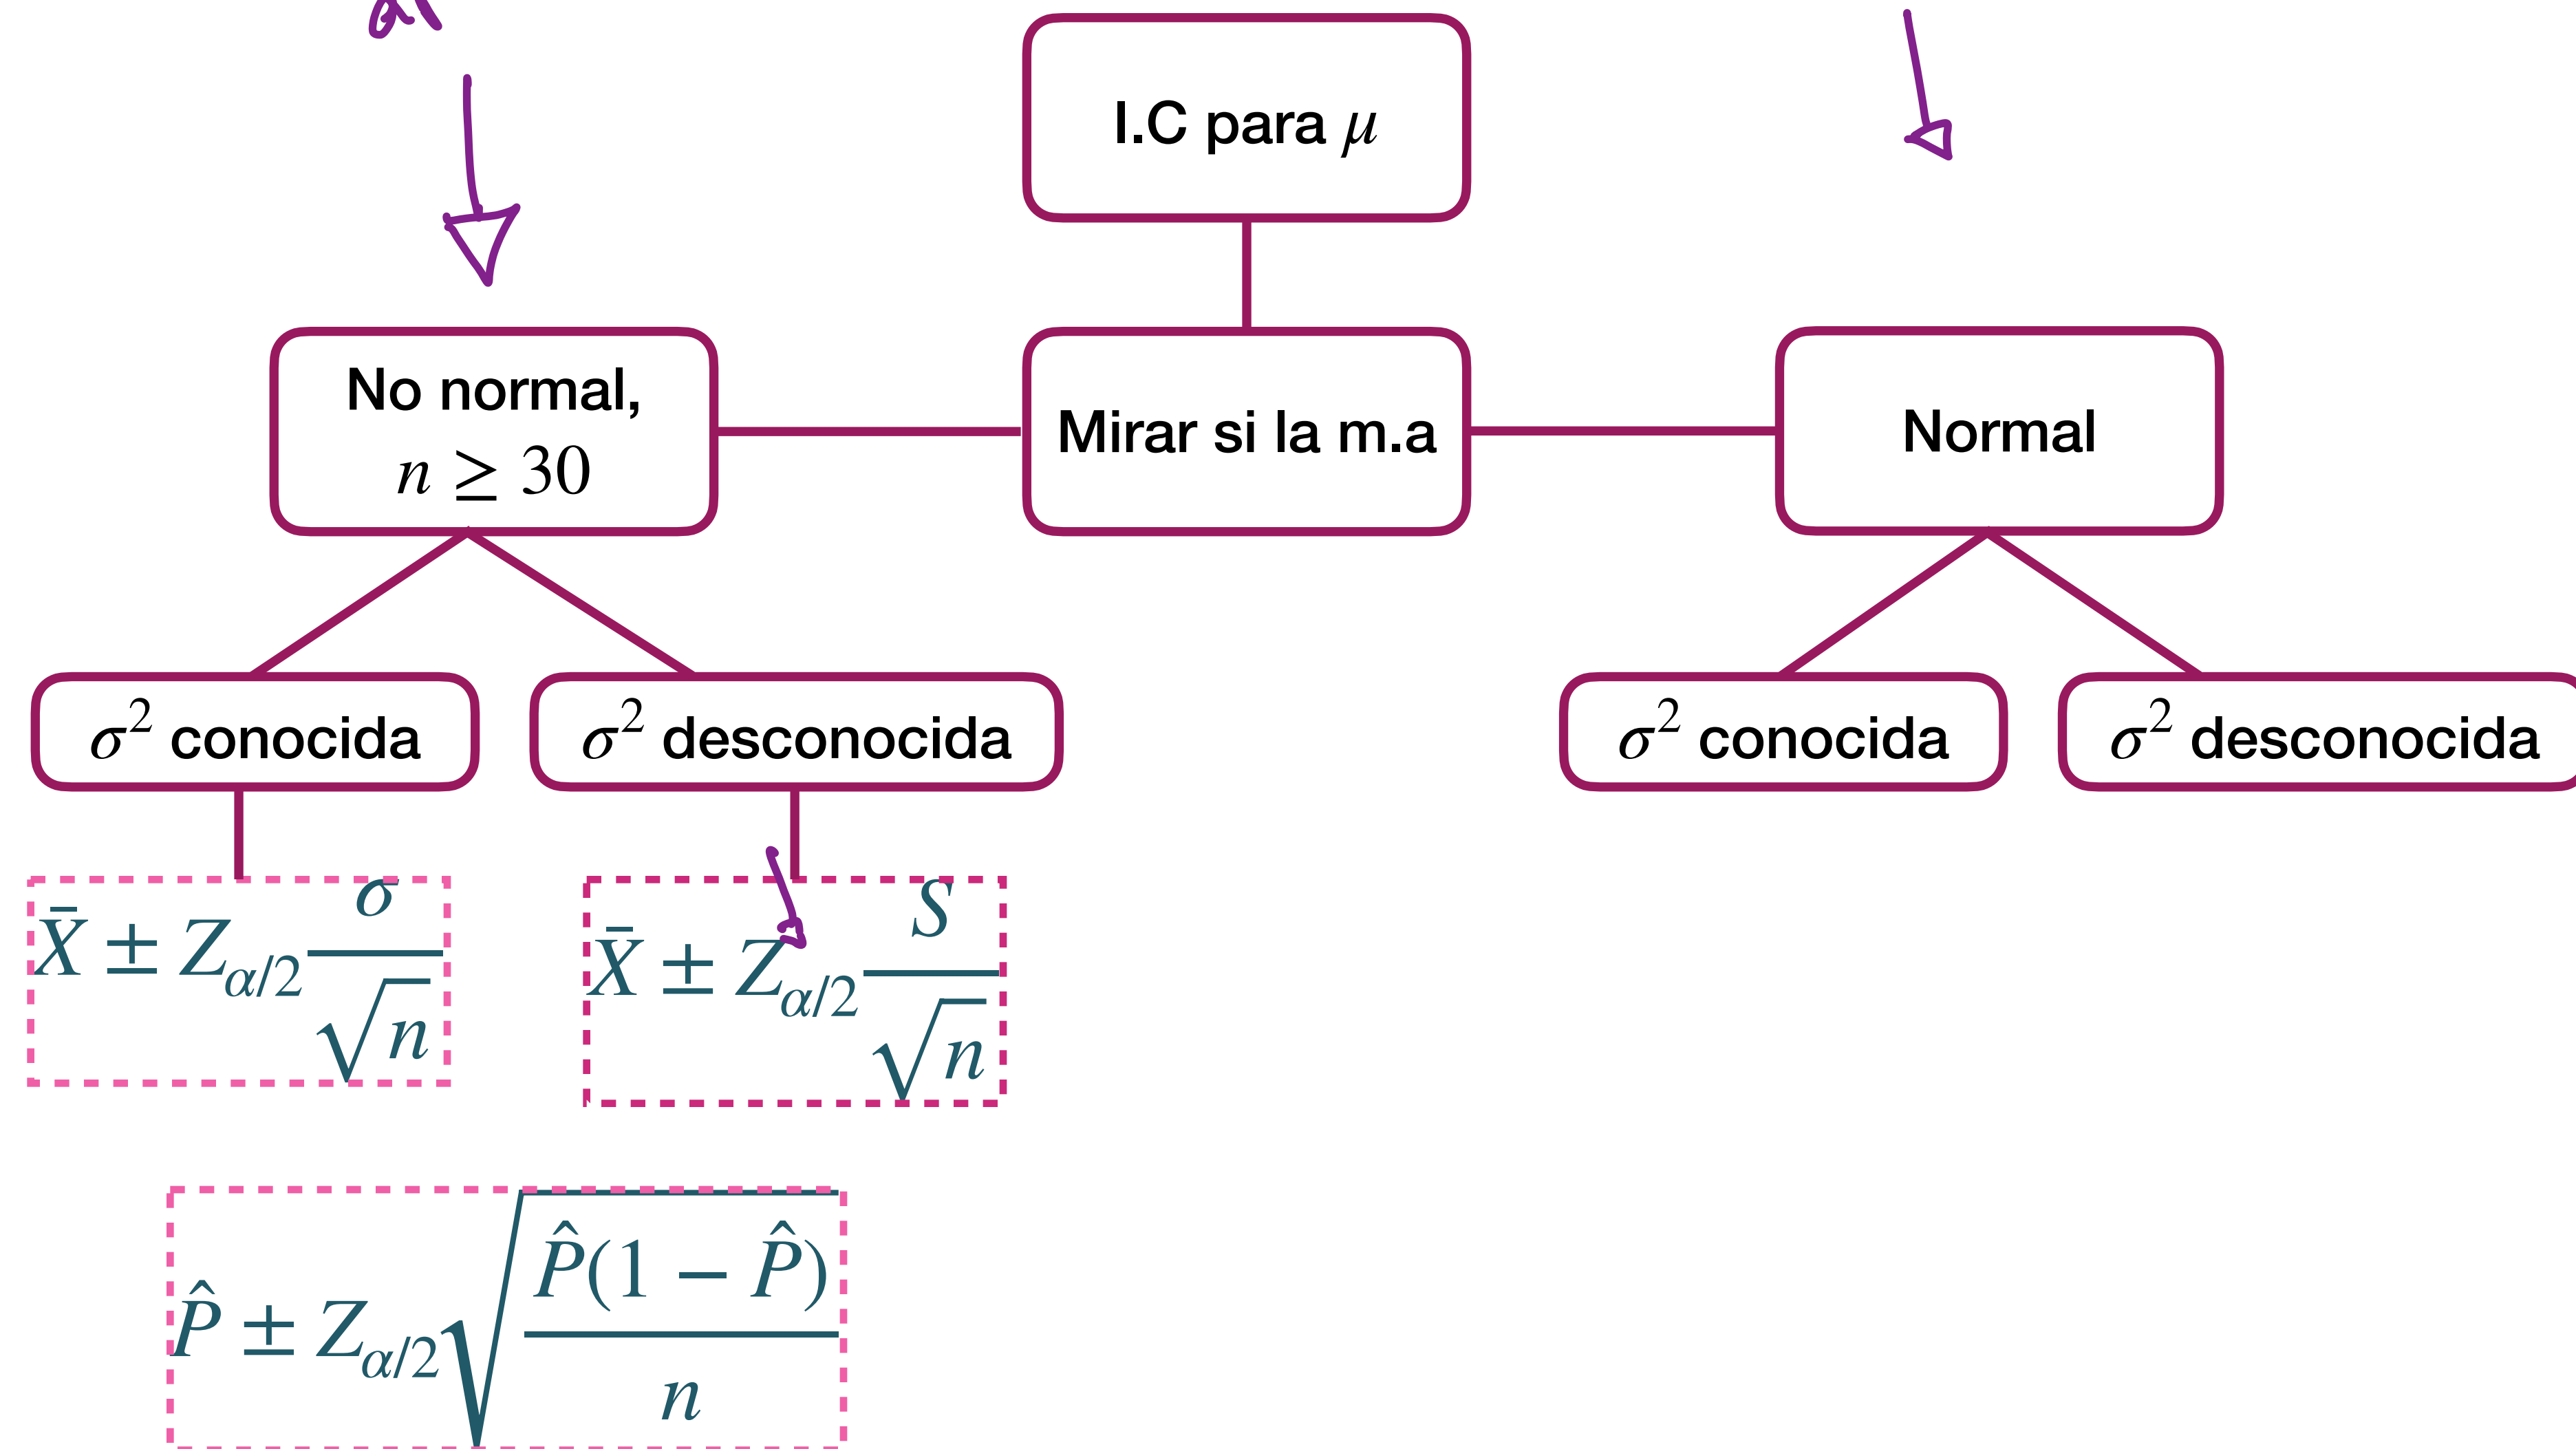 I.C para μ
No normal,
n ≥ 30
Mirar si la m.a
Normal
σ² conocida
σ² desconocida
σ² conocida
σ² desconocida
X̄ ± Z_{α/2} σ/√n
X̄ ± Z_{α/2} S/√n
P̂ ± Z_{α/2} √(P̂(1 − P̂)/n)